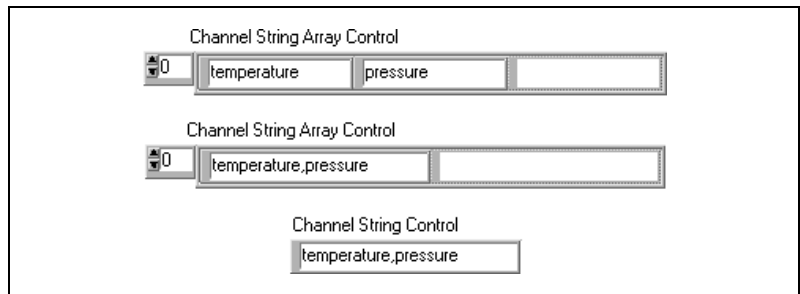 Channel String Array Control
0 temperature pressure
Channel String Array Control
0 temperature,pressure
Channel String Control
temperature,pressure